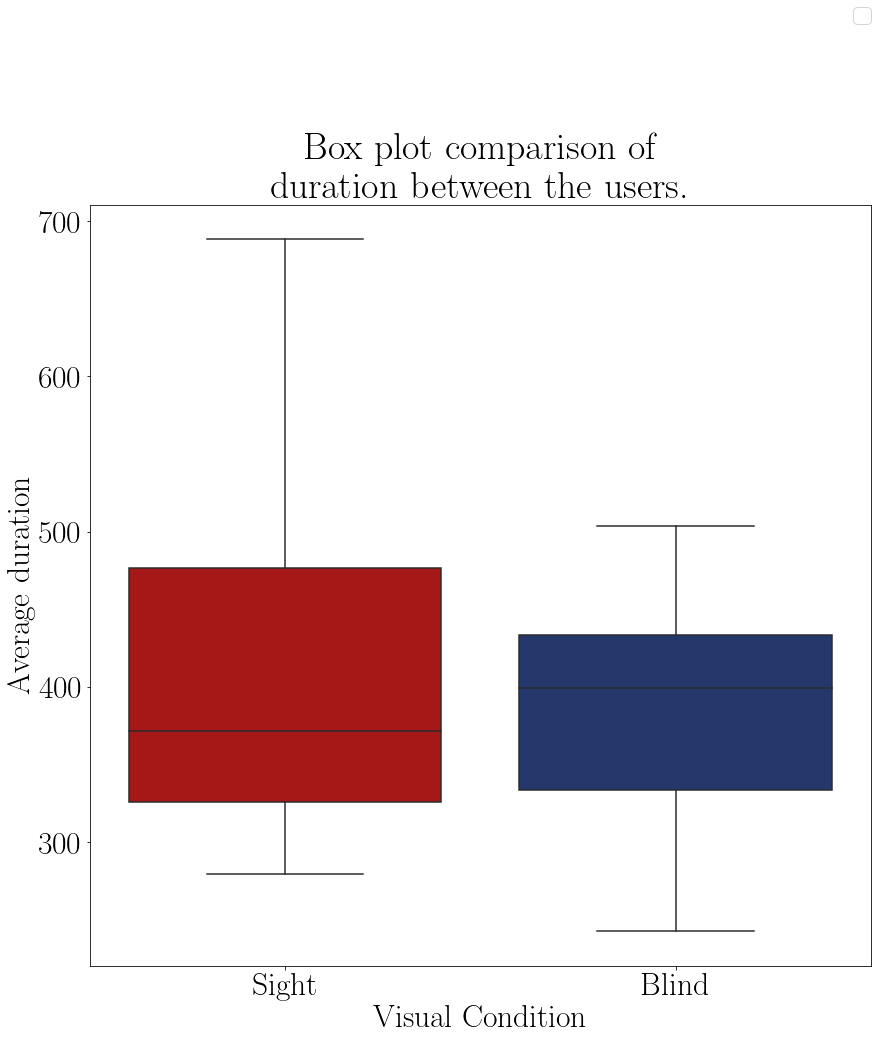 Box plot comparison of
duration between the users.
700
600
500
400
300
Average duration
Sight
Blind
Visual Condition